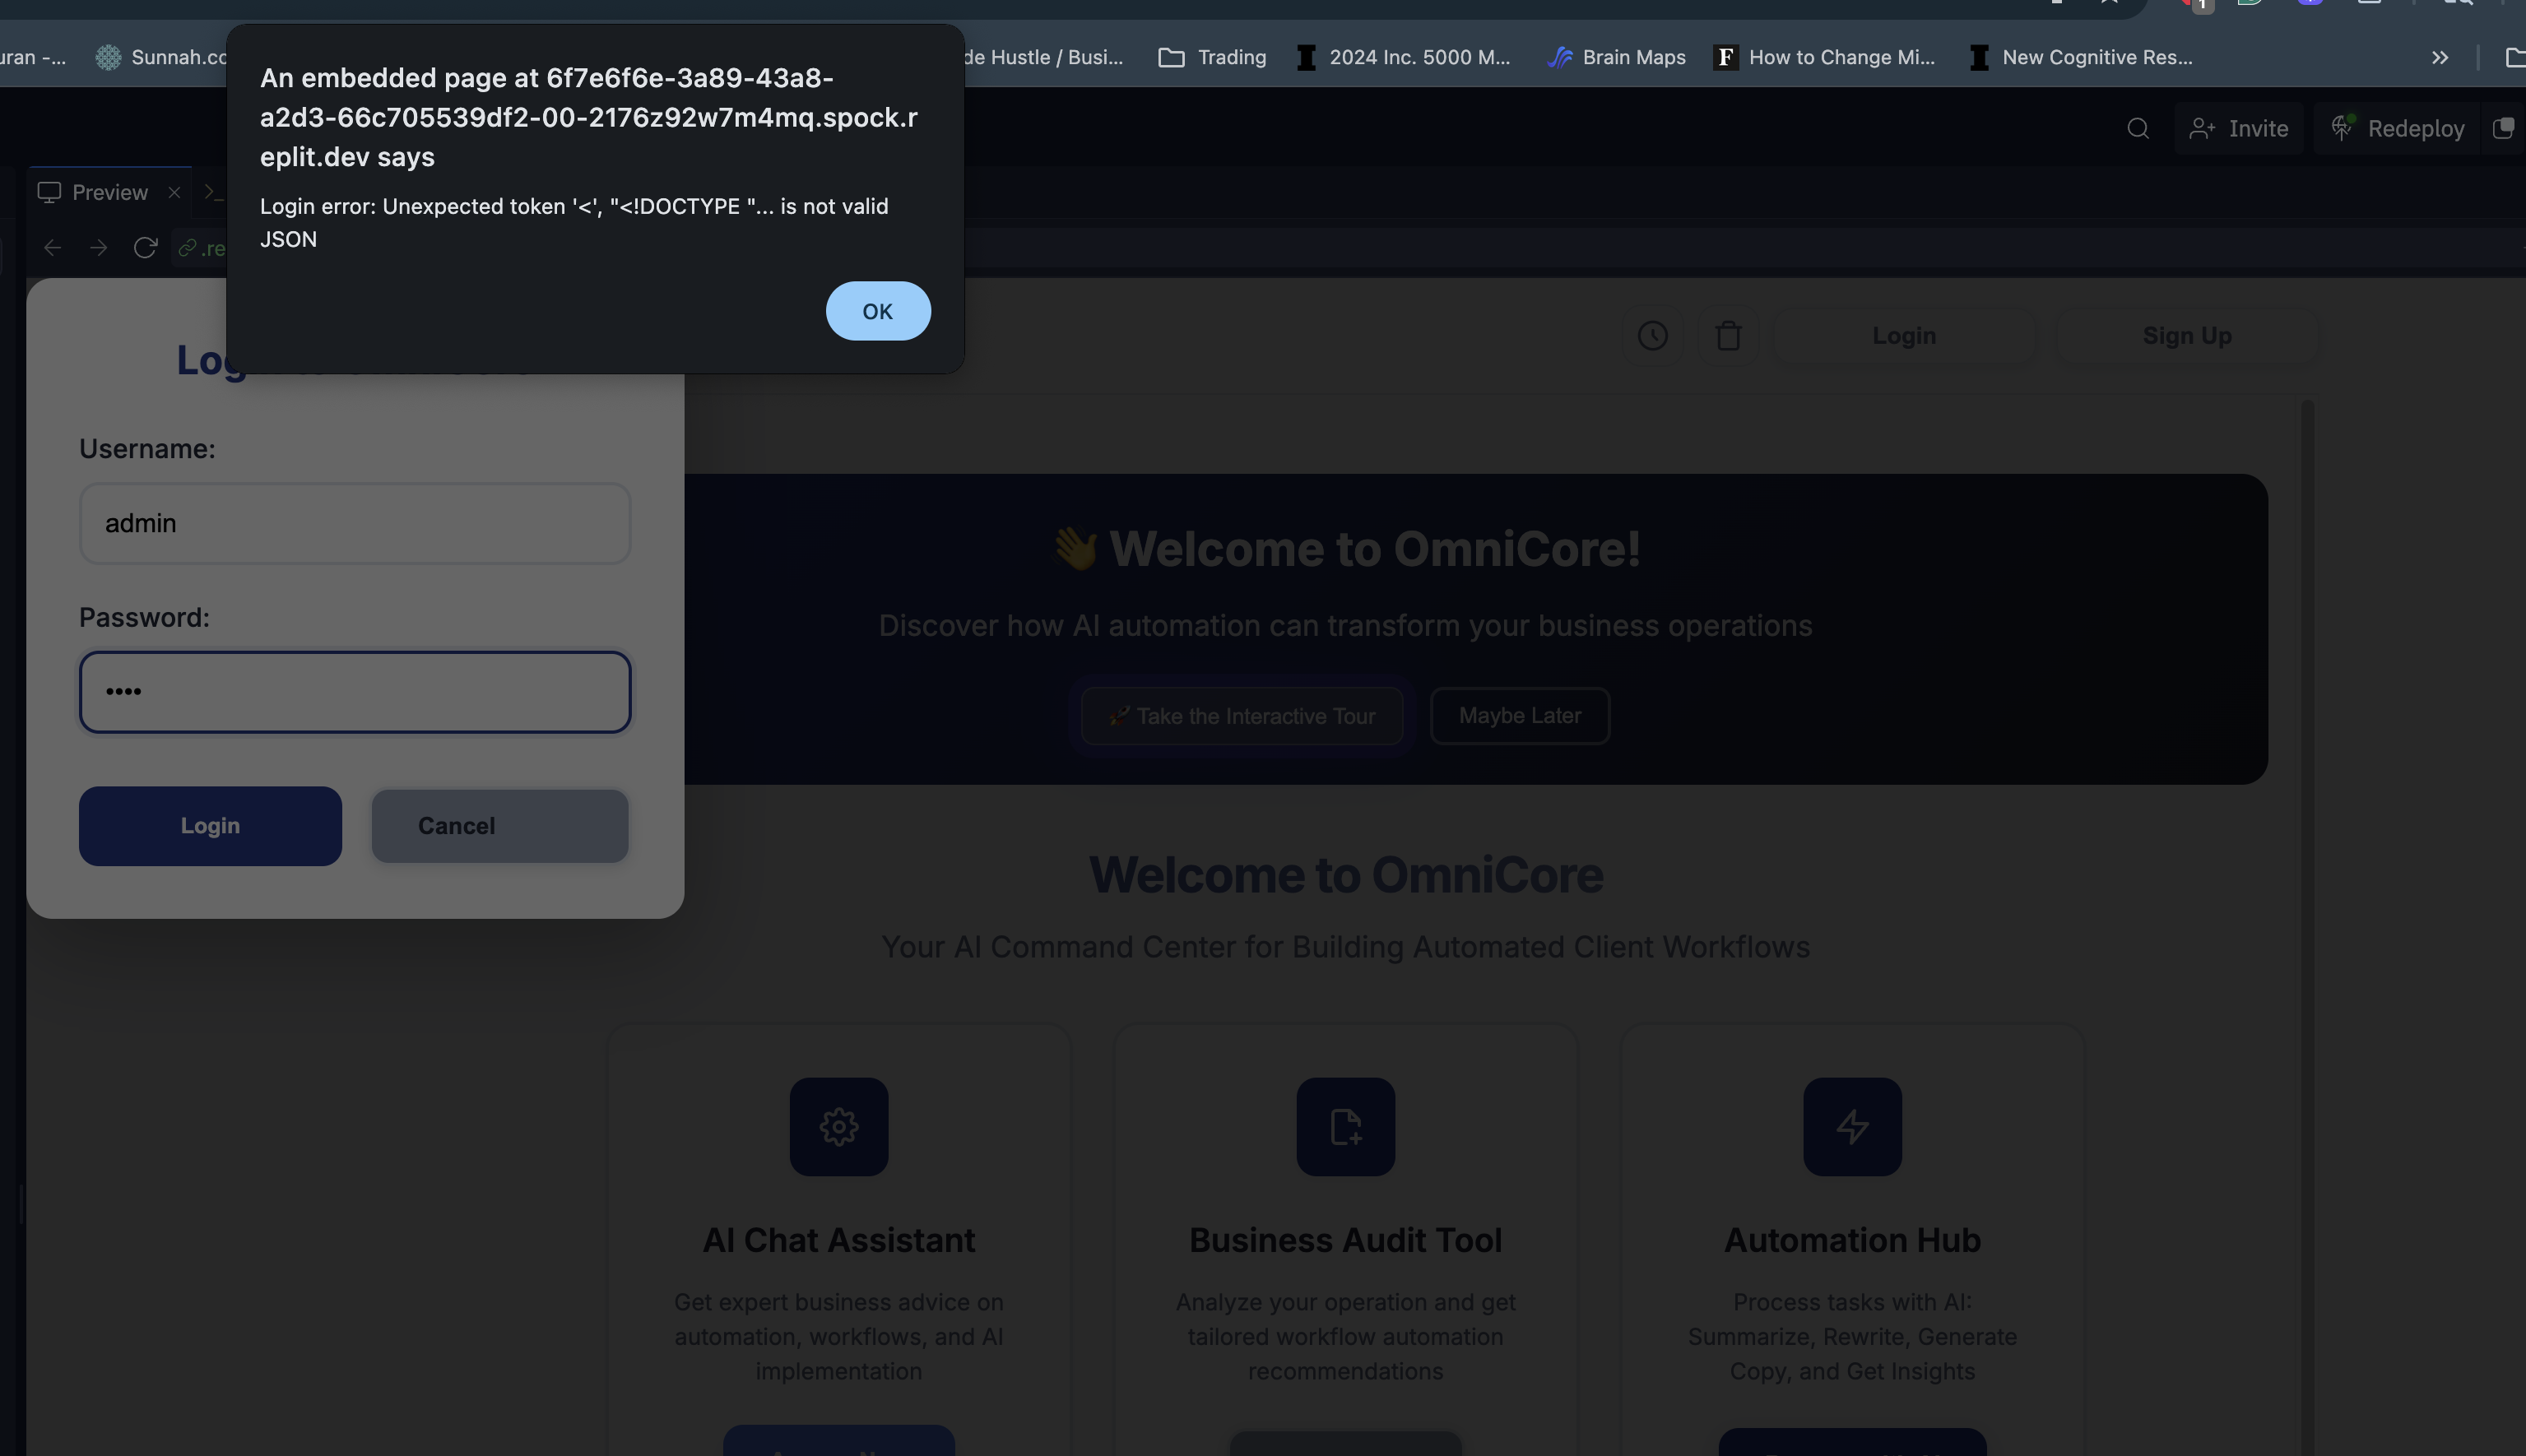 uran -...
Sunnah.co
de Hustle / Busi...
Trading
2024 Inc. 5000 M...
Brain Maps
F
How to Change Mi...
New Cognitive Res...
1
An embedded page at 6f7e6f6e-3a89-43a8-
a2d3-66c705539df2-00-2176z92w7m4mq.spock.r
eplit.dev says
Login error: Unexpected token '<', "<!DOCTYPE "... is not valid
JSON
OK
Invite
Redeploy
Preview
.re
Login
Sign Up
Username:
admin
Password:
••••
Login
Cancel
👋 Welcome to OmniCore!
Discover how AI automation can transform your business operations
🚀 Take the Interactive Tour
Maybe Later
Welcome to OmniCore
Your AI Command Center for Building Automated Client Workflows
AI Chat Assistant
Get expert business advice on
automation, workflows, and AI
implementation
Business Audit Tool
Analyze your operation and get
tailored workflow automation
recommendations
Automation Hub
Process tasks with AI:
Summarize, Rewrite, Generate
Copy, and Get Insights